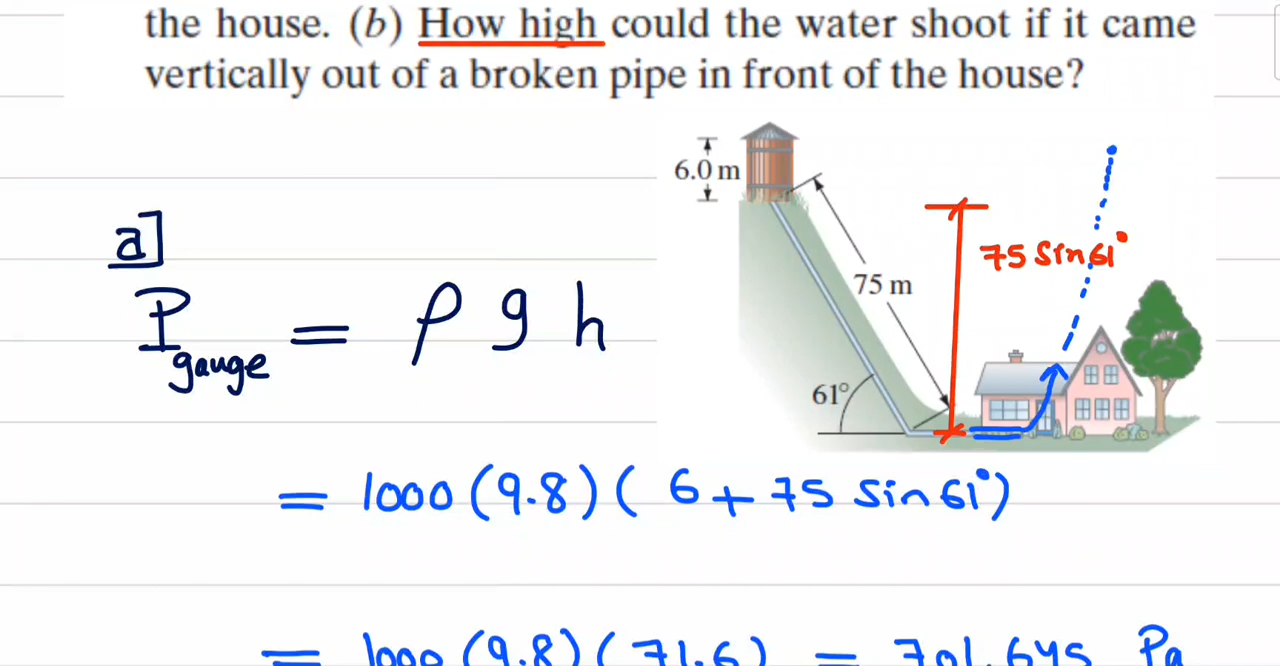 the house. (b) How high could the water shoot if it came
vertically out of a broken pipe in front of the house?
6.0 m
a]
75 sin61°
75 m
P gauge = ρ g h
61°
= 1000 (9.8) ( 6 + 75 sin 61°)
= 1000 (9.8) ( 71.6) = 701,645 Pa